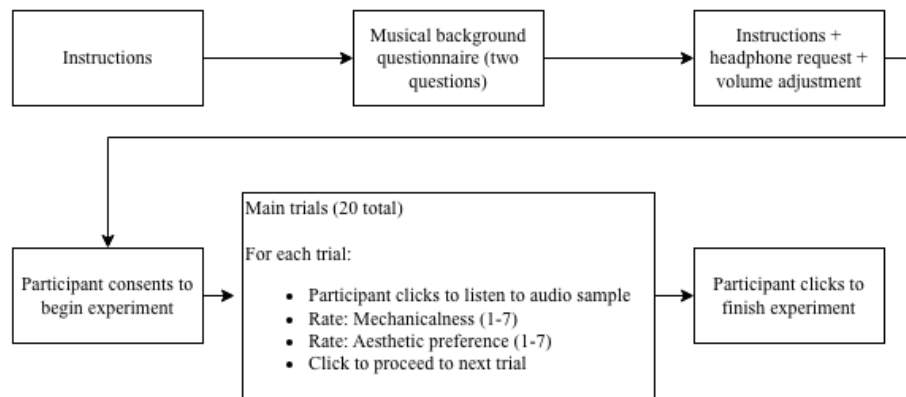 Instructions
Musical background
questionnaire (two
questions)
Instructions +
headphone request +
volume adjustment
Participant consents to
begin experiment
Main trials (20 total)
For each trial:
• Participant clicks to listen to audio sample
• Rate: Mechanicalness (1-7)
• Rate: Aesthetic preference (1-7)
• Click to proceed to next trial
Participant clicks to
finish experiment